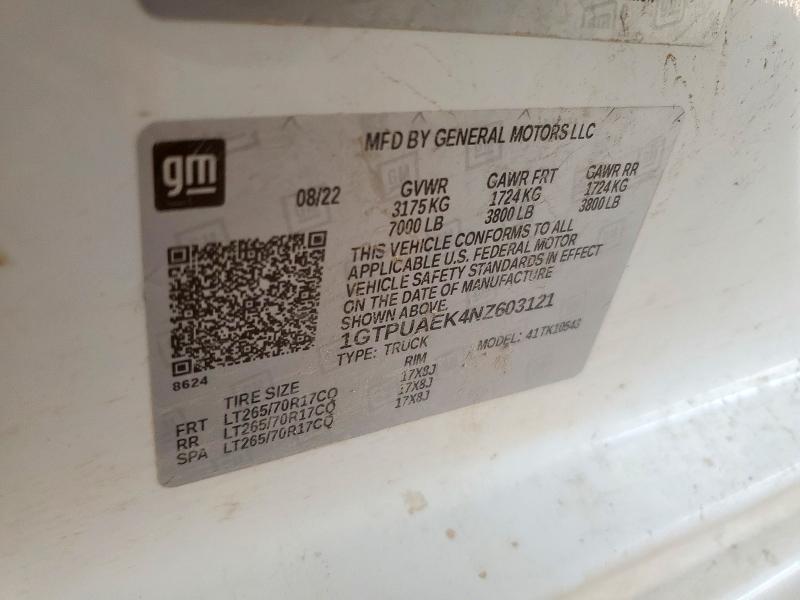 gm
MFD BY GENERAL MOTORS LLC
08/22
GVWR GAWR FRT GAWR RR
3175 KG 1724 KG 1724 KG
7000 LB 3800 LB 3800 LB
THIS VEHICLE CONFORMS TO ALL
APPLICABLE U.S. FEDERAL MOTOR
VEHICLE SAFETY STANDARDS IN EFFECT
ON THE DATE OF MANUFACTURE
SHOWN ABOVE.
1GTPUAEK4NZ603121
TYPE: TRUCK MODEL: 41TK10543
8624
TIRE SIZE RIM
FRT LT265/70R17CQ 17X8J
RR LT265/70R17CQ 17X8J
SPA LT265/70R17CQ 17X8J